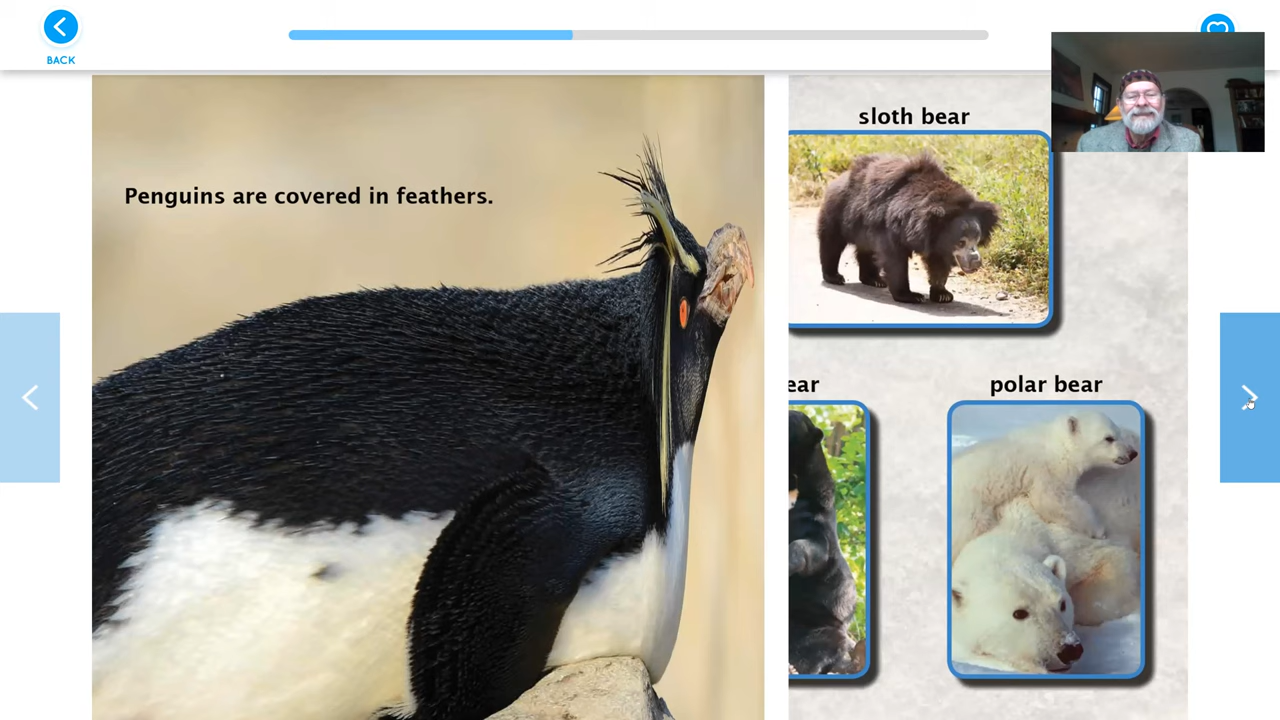 BACK
Penguins are covered in feathers.
sloth bear
ear
polar bear